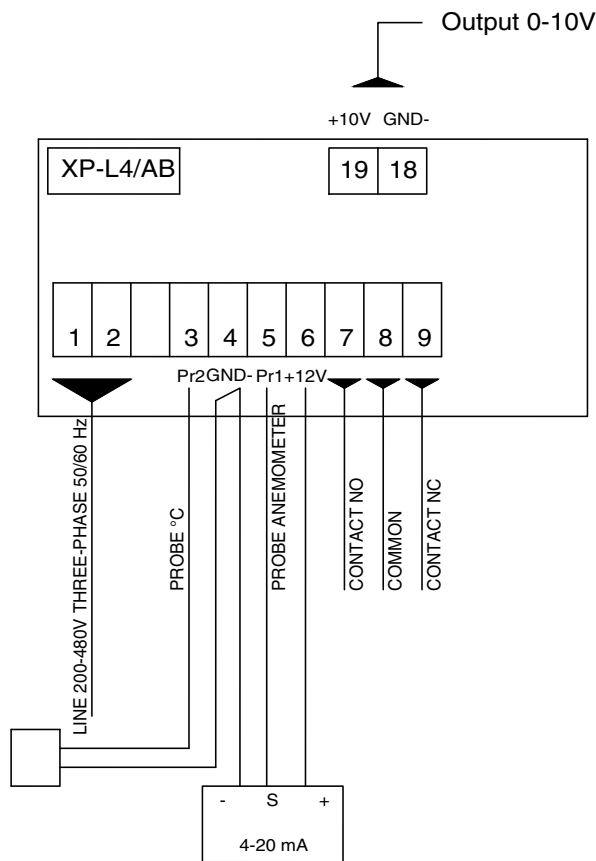 Output 0-10V
+10V GND-
XP-L4/AB
19 18
1 2 3 4 5 6 7 8 9
Pr2GND-Pr1+12V
LINE 200-480V THREE-PHASE 50/60 Hz
PROBE °C
PROBE ANEMOMETER
CONTACT NO
COMMON
CONTACT NC
- S +
4-20 mA